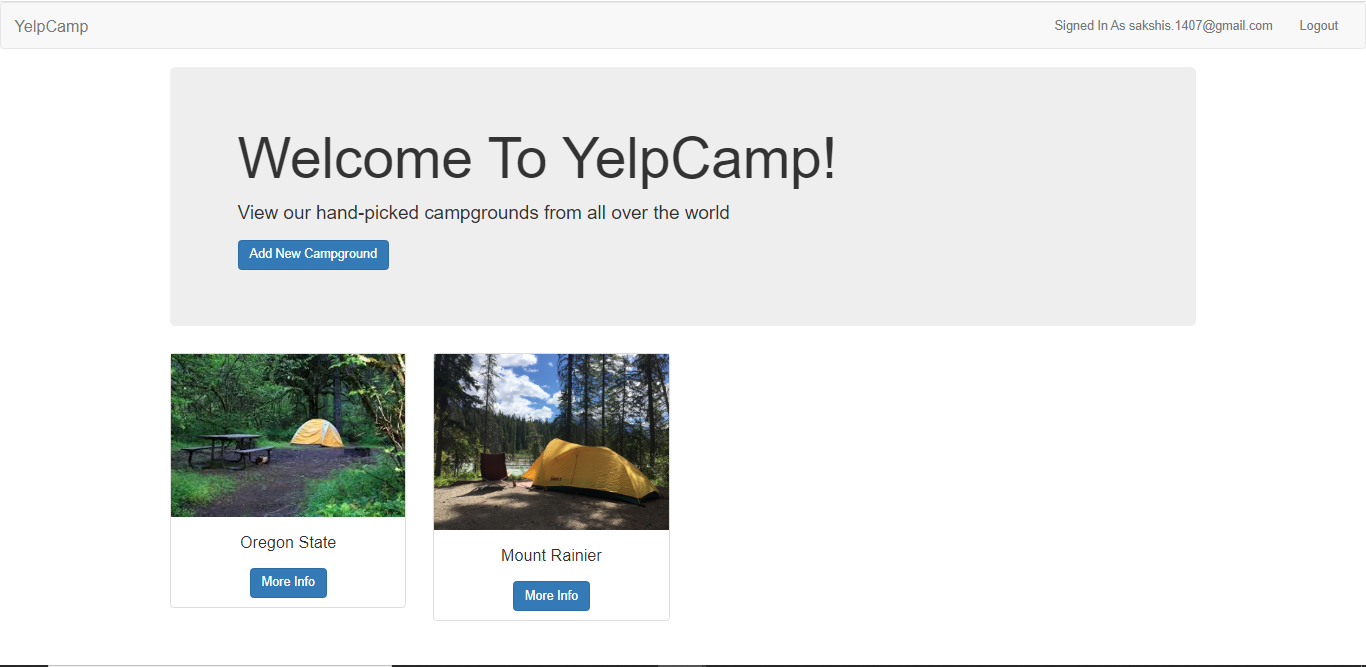 YelpCamp
Signed In As sakshis.1407@gmail.com
Logout
Welcome To YelpCamp!
View our hand-picked campgrounds from all over the world
Add New Campground
Oregon State
More Info
Mount Rainier
More Info